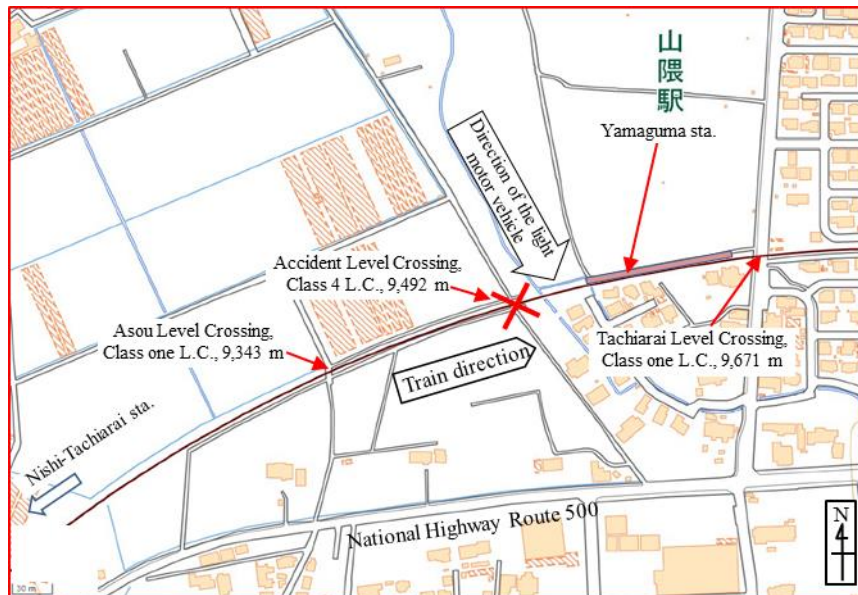 山隈駅
Yamaguma sta.
Direction of the light
motor vehicle
Accident Level Crossing,
Class 4 L.C., 9,492 m
Asou Level Crossing,
Class one L.C., 9,343 m
Train direction
Tachiarai Level Crossing,
Class one L.C., 9,671 m
Nishi-Tachiarai sta.
National Highway Route 500
N
50 m